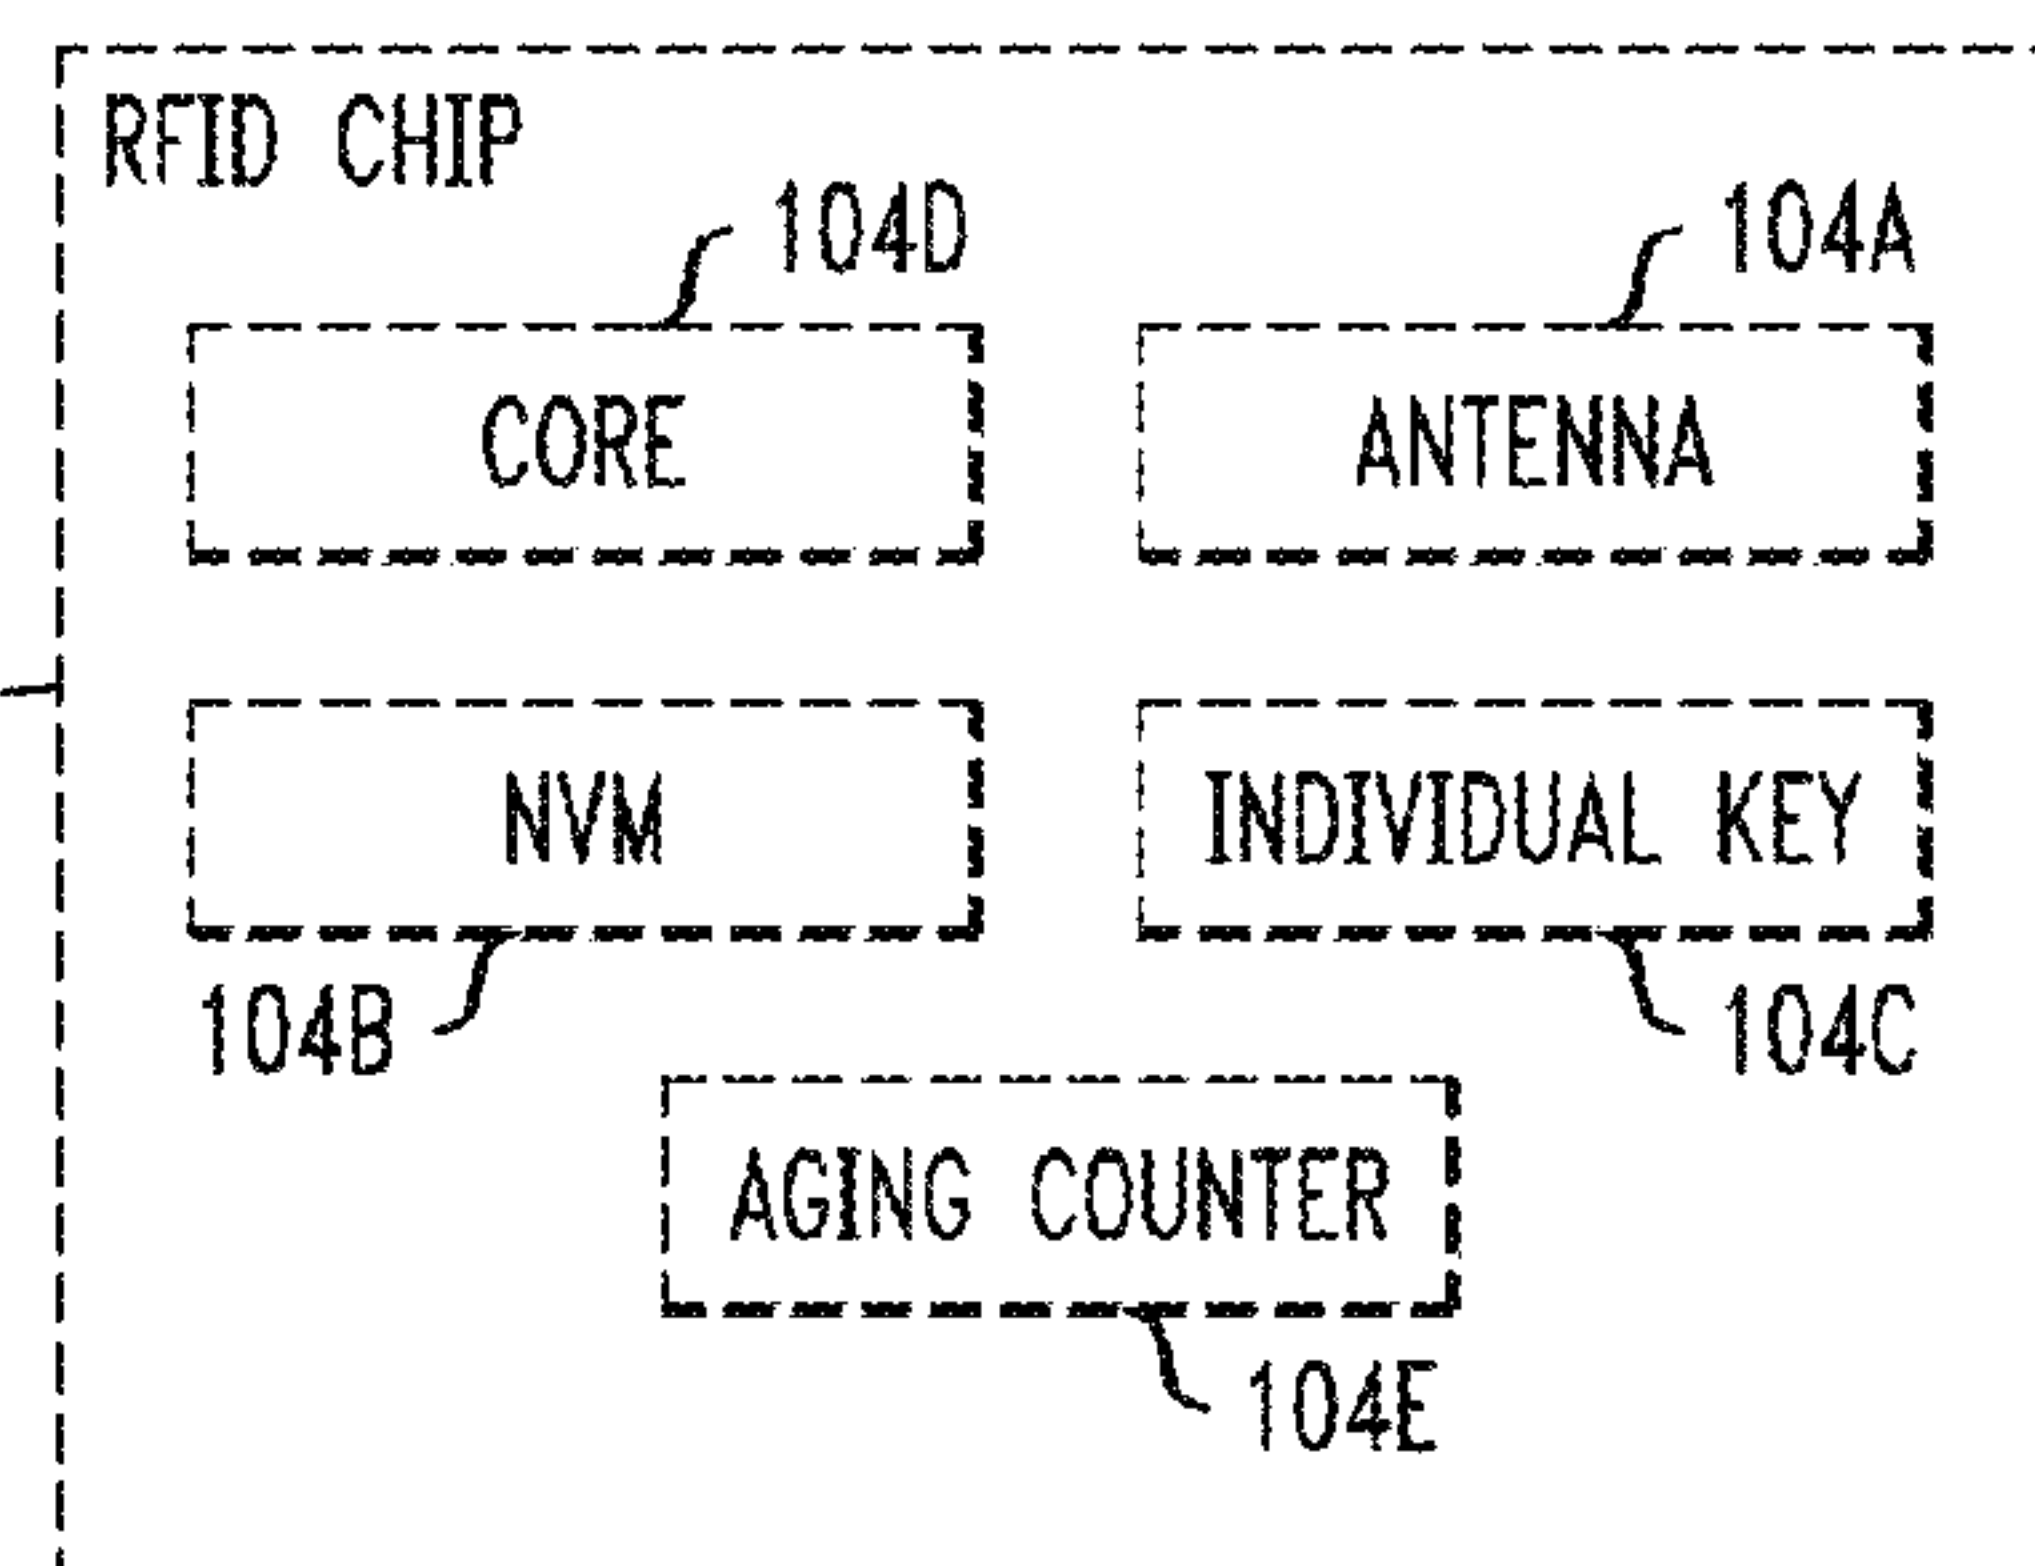 RFID CHIP
104D
104A
CORE
ANTENNA
NVM
INDIVIDUAL KEY
104B
104C
AGING COUNTER
104E